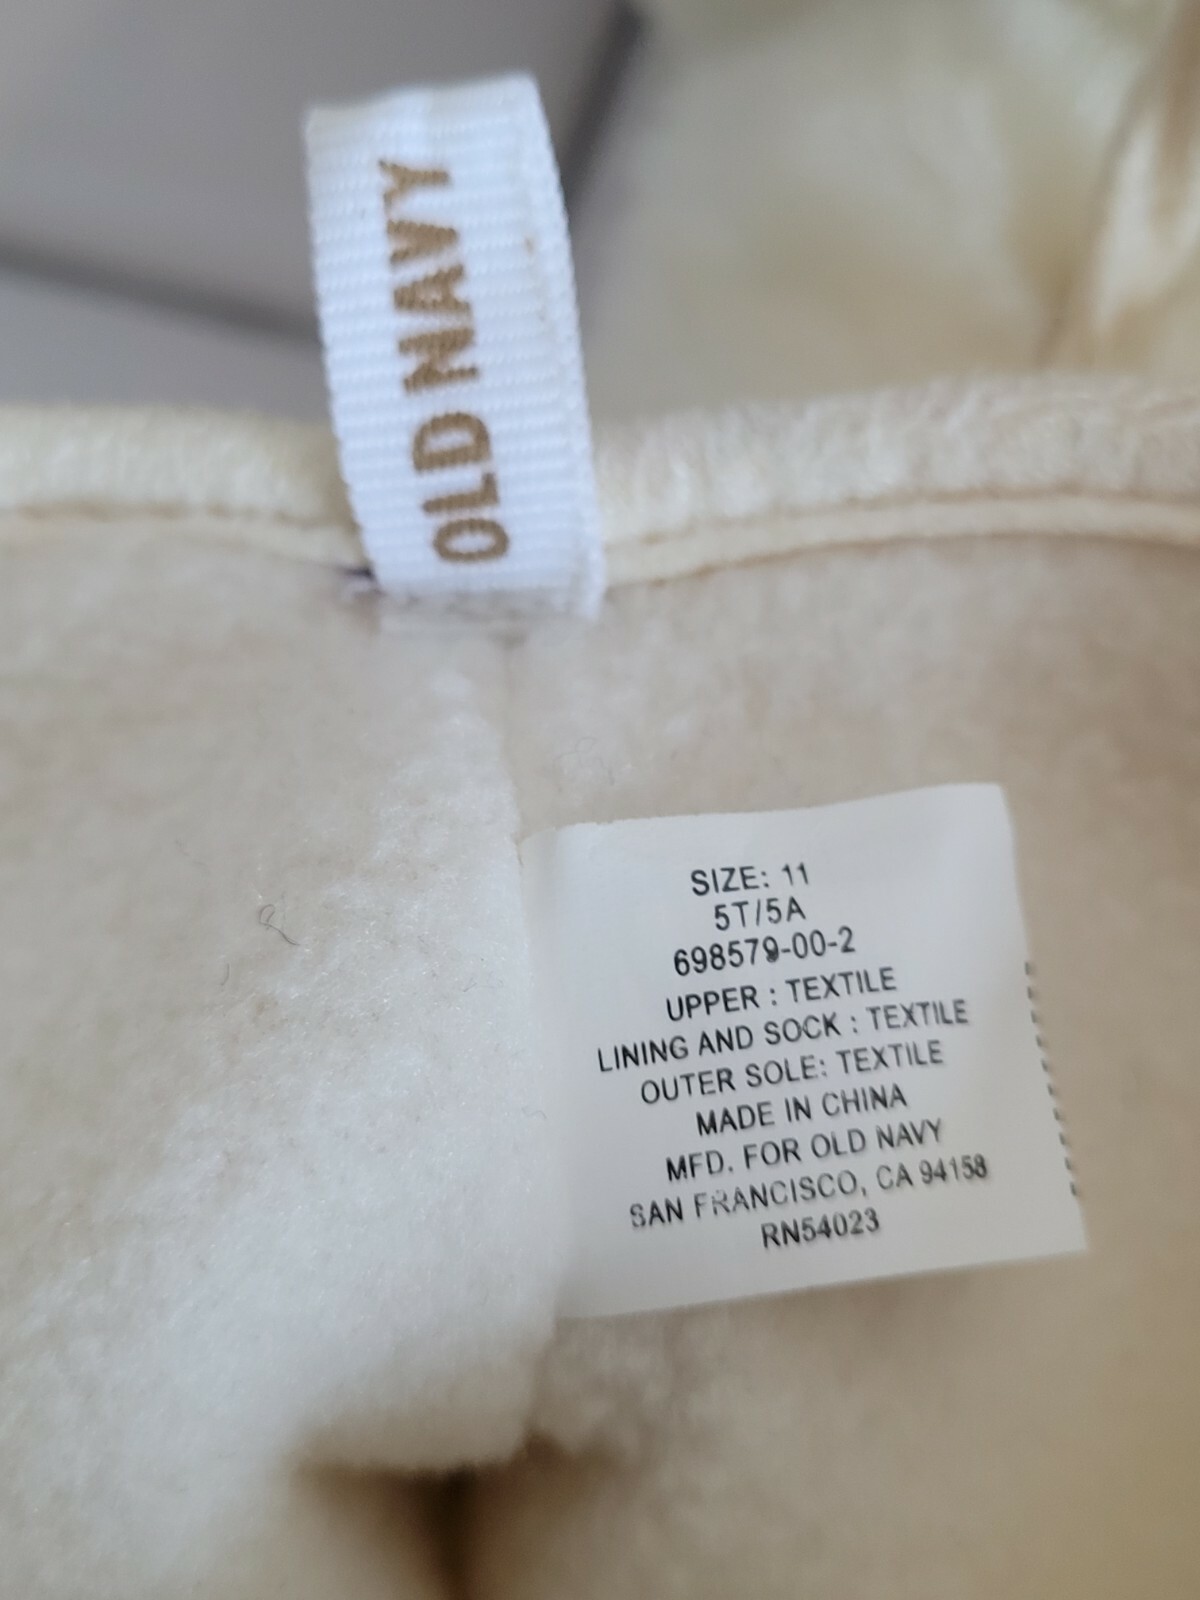 OLD NAVY
SIZE: 11
5T/5A
698579-00-2
UPPER : TEXTILE
LINING AND SOCK : TEXTILE
OUTER SOLE: TEXTILE
MADE IN CHINA
MFD. FOR OLD NAVY
SAN FRANCISCO, CA 94158
RN54023